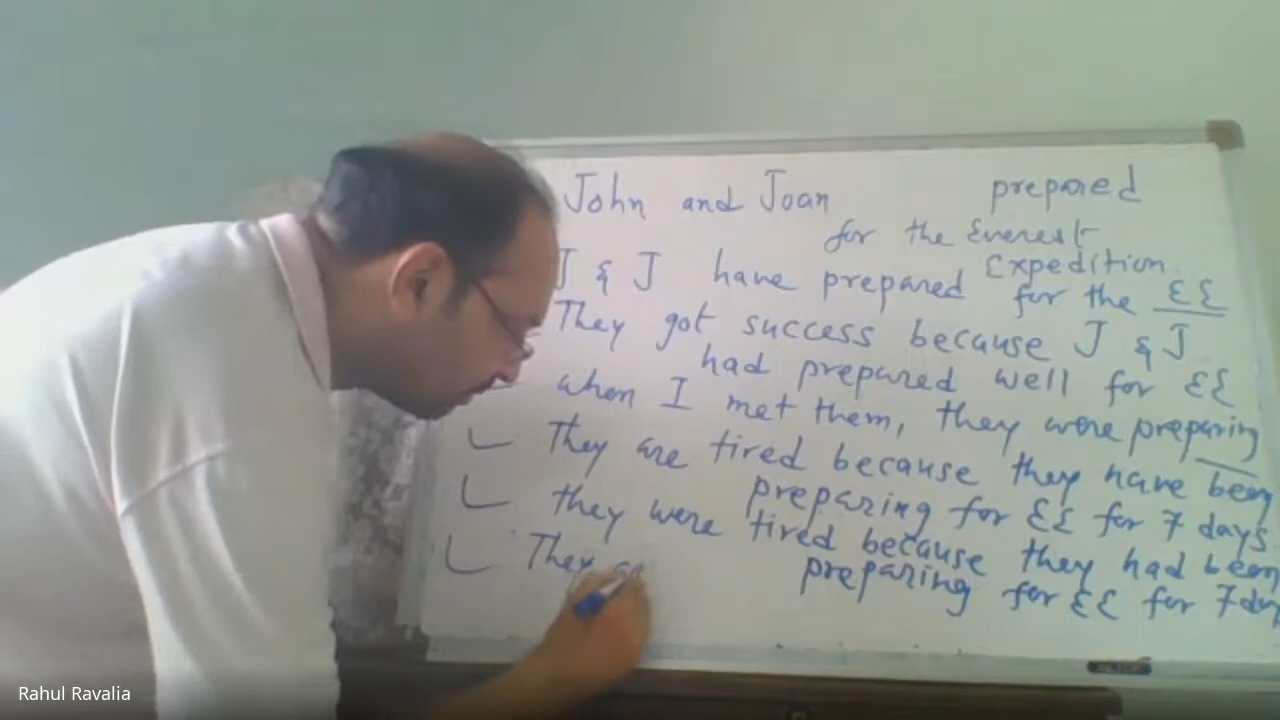 John and Joan prepared
for the Everest
Expedition
J & J have prepared for the EE
They got success because J & J
had prepared well for EE
when I met them, they were preparing
They are tired because they have been
preparing for EE for 7 days
they were tired because they had been
preparing for EE for 7 day
They
Rahul Ravalia